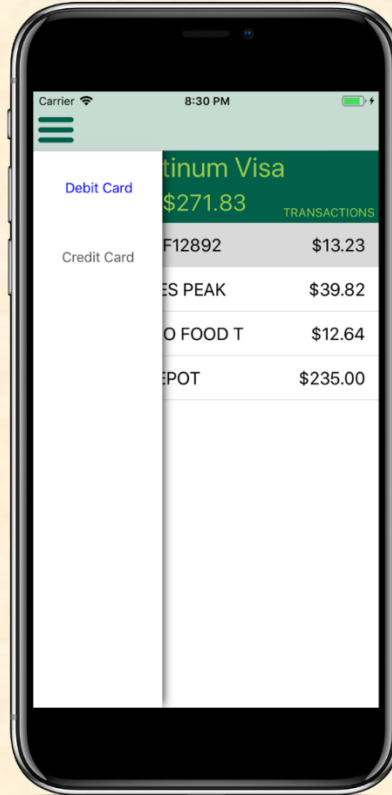 Carrier 8:30 PM
tinum Visa
$271.83 TRANSACTIONS
Debit Card
Credit Card
F12892 $13.23
ES PEAK $39.82
O FOOD T $12.64
EPOT $235.00